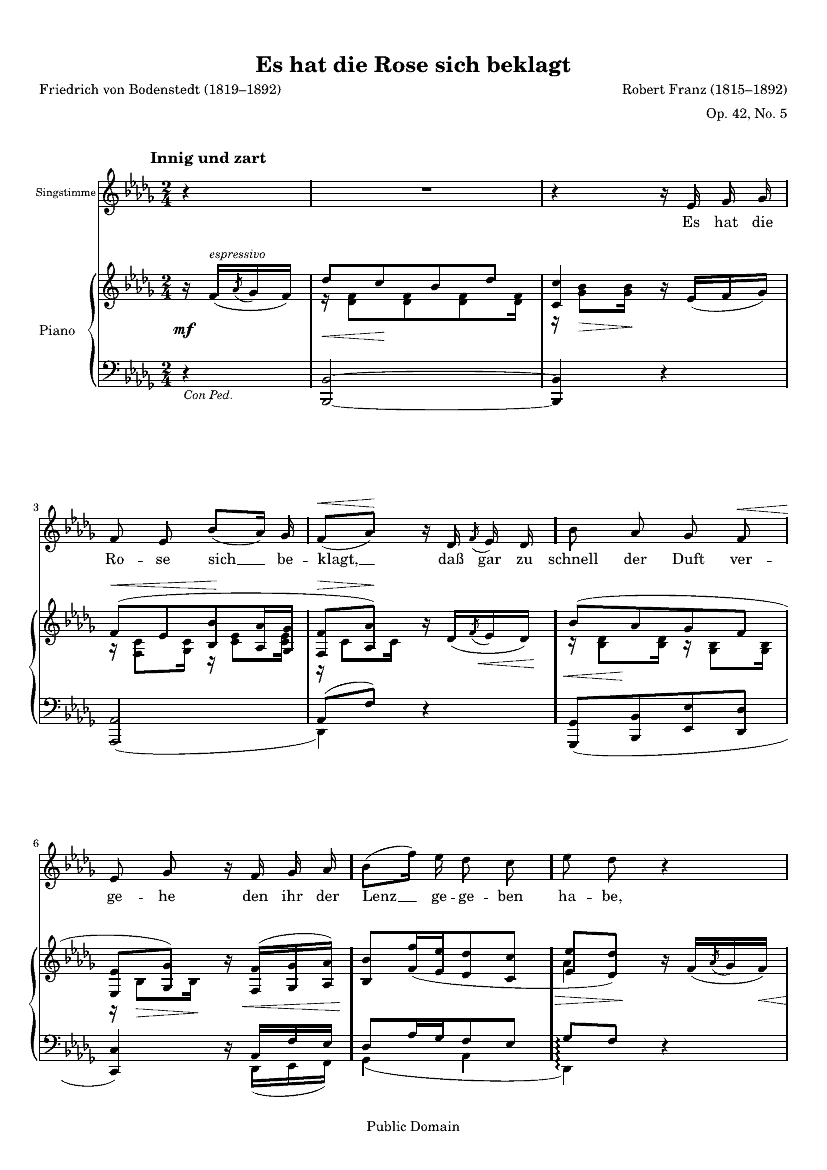 Es hat die Rose sich beklagt
Friedrich von Bodenstedt (1819–1892)
Robert Franz (1815–1892)
Op. 42, No. 5
Innig und zart
Singstimme
Es hat die
espressivo
Piano
mf
Con Ped.
3
Ro - se sich be - klagt, daß gar zu schnell der Duft ver -
6
ge - he den ihr der Lenz ge - ge - ben ha - be,
Public Domain